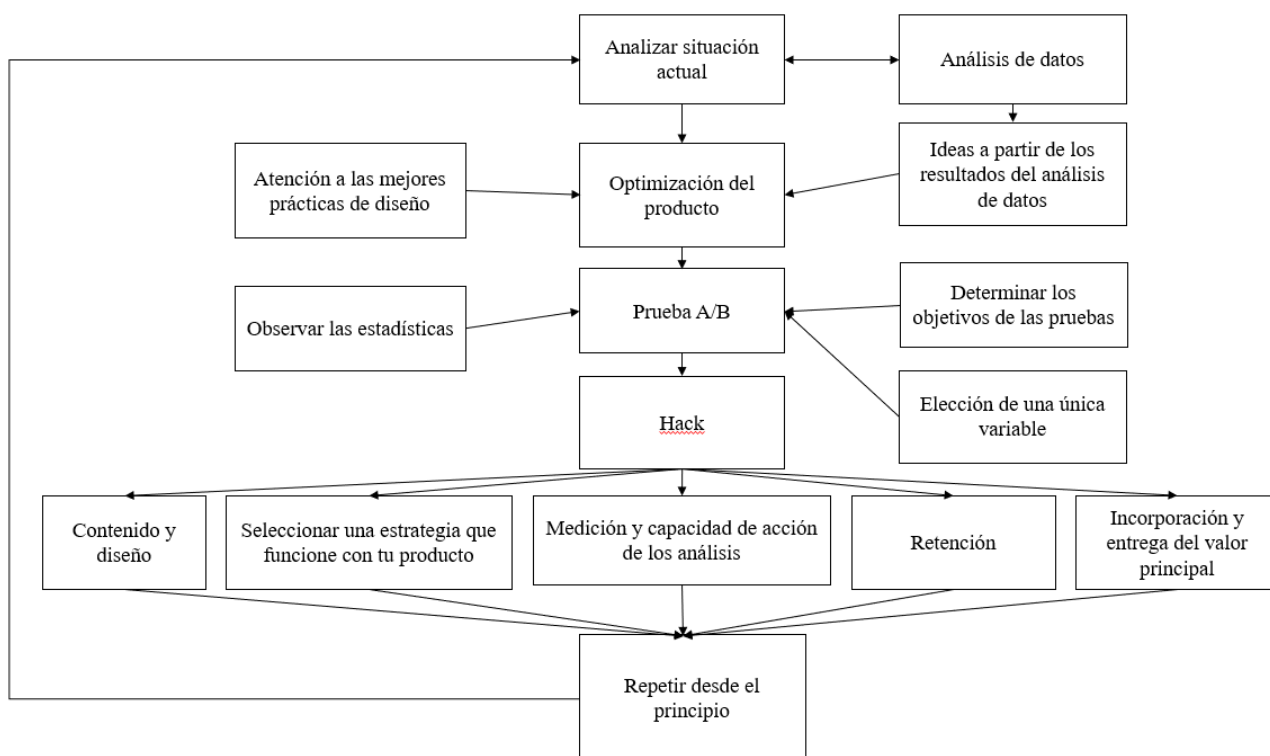 Analizar situación
actual
Análisis de datos
Atención a las mejores
prácticas de diseño
Optimización del
producto
Ideas a partir de los
resultados del análisis
de datos
Observar las estadísticas
Prueba A/B
Determinar los
objetivos de las pruebas
Elección de una única
variable
Hack
Contenido y
diseño
Seleccionar una estrategia que
funcione con tu producto
Medición y capacidad de acción
de los análisis
Retención
Incorporación y
entrega del valor
principal
Repetir desde el
principio